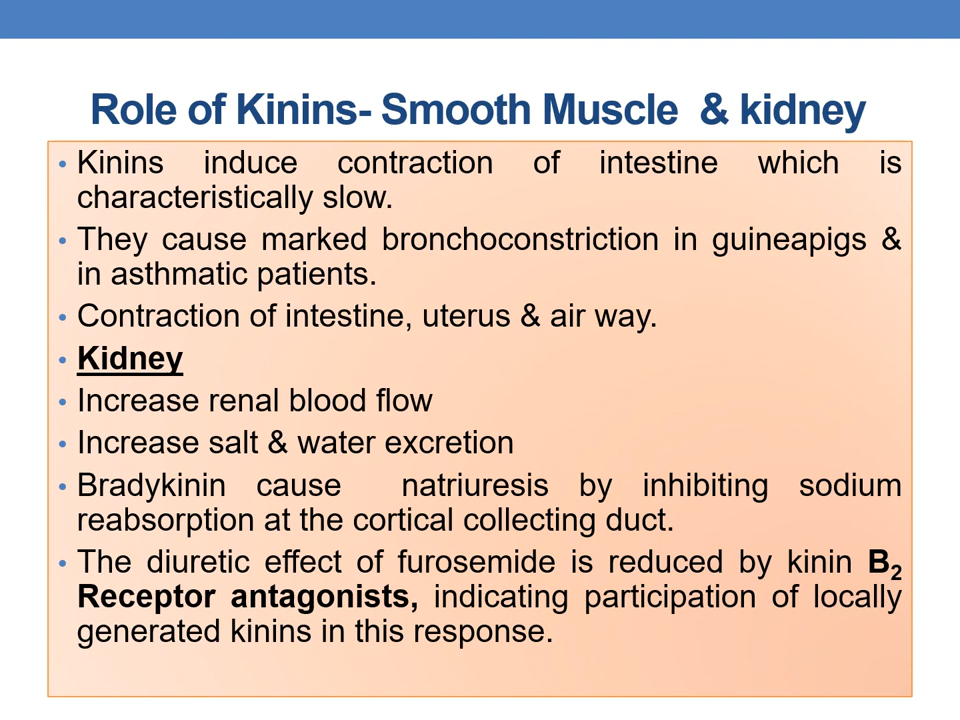 Role of Kinins- Smooth Muscle & kidney
• Kinins induce contraction of intestine which is
characteristically slow.
• They cause marked bronchoconstriction in guineapigs &
in asthmatic patients.
• Contraction of intestine, uterus & air way.
• Kidney
• Increase renal blood flow
• Increase salt & water excretion
• Bradykinin cause natriuresis by inhibiting sodium
reabsorption at the cortical collecting duct.
• The diuretic effect of furosemide is reduced by kinin B₂
Receptor antagonists, indicating participation of locally
generated kinins in this response.